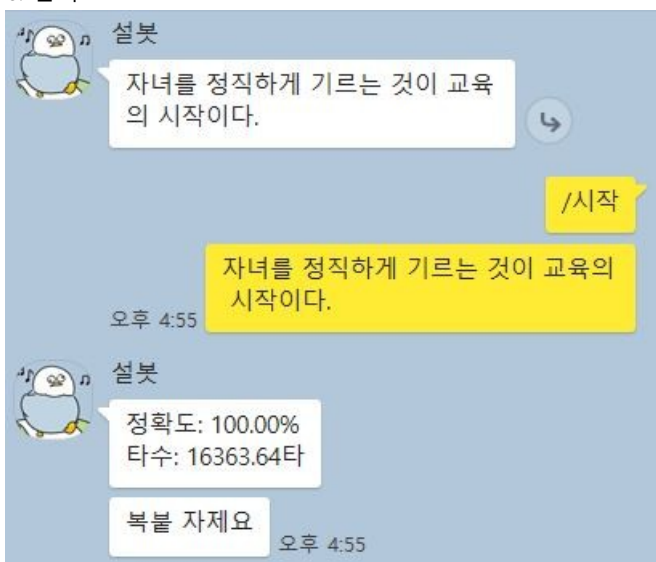 설봇
자녀를 정직하게 기르는 것이 교육
의 시작이다.
/시작
자녀를 정직하게 기르는 것이 교육의
시작이다.
오후 4:55
설봇
정확도: 100.00%
타수: 16363.64타
복붙 자제요
오후 4:55